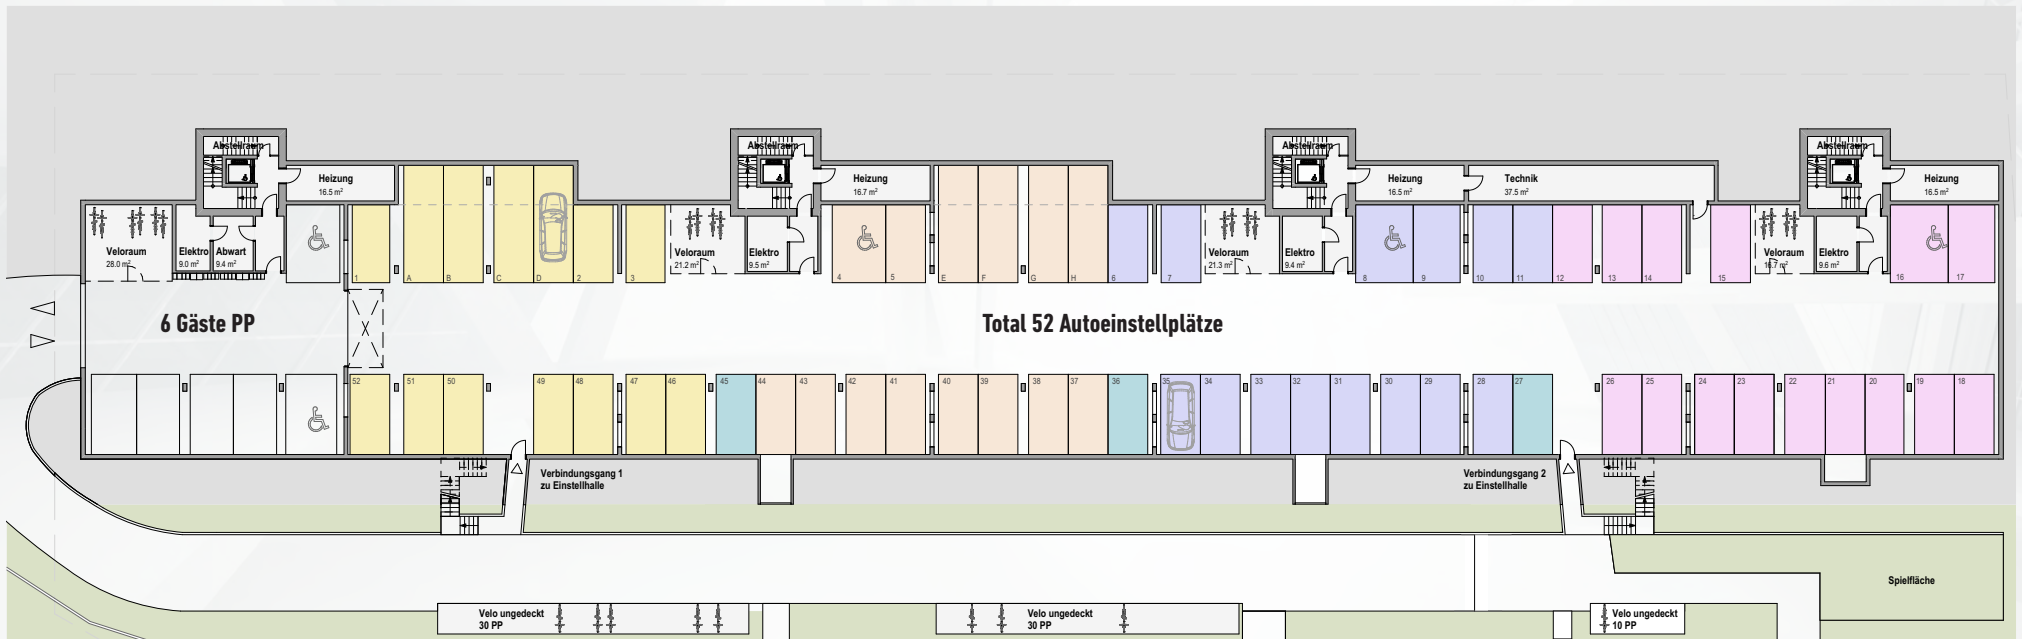 Abstellraum
Abstellraum
Abstellraum
Abstellraum
Heizung
16.5 m²
Heizung
16.7 m²
Heizung
16.5 m²
Technik
37.5 m²
Heizung
16.5 m²
Veloraum
28.0 m²
Elektro
9.0 m²
Abwart
9.4 m²
Veloraum
21.2 m²
Elektro
9.5 m²
Veloraum
21.3 m²
Elektro
9.4 m²
Veloraum
16.7 m²
Elektro
9.6 m²
1 A B C D 2 3 4 5 E F G H 6 7 8 9 10 11 12 13 14 15 16 17
6 Gäste PP
Total 52 Autoeinstellplätze
52 51 50 49 48 47 46 45 44 43 42 41 40 39 38 37 36 35 34 33 32 31 30 29 28 27 26 25 24 23 22 21 20 19 18
Verbindungsgang 1
zu Einstellhalle
Verbindungsgang 2
zu Einstellhalle
Spielfläche
Velo ungedeckt
30 PP
Velo ungedeckt
30 PP
Velo ungedeckt
10 PP